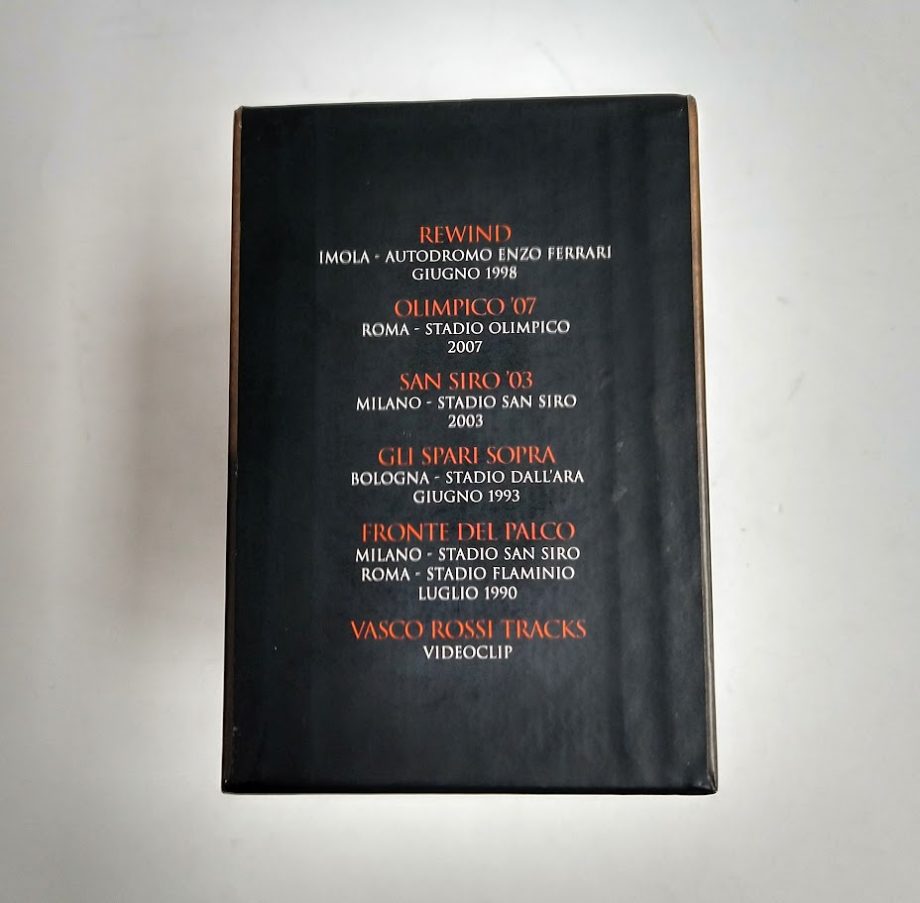 REWIND
IMOLA - AUTODROMO ENZO FERRARI
GIUGNO 1998
OLIMPICO '07
ROMA - STADIO OLIMPICO
2007
SAN SIRO '03
MILANO - STADIO SAN SIRO
2003
GLI SPARI SOPRA
BOLOGNA - STADIO DALL'ARA
GIUGNO 1993
FRONTE DEL PALCO
MILANO - STADIO SAN SIRO
ROMA - STADIO FLAMINIO
LUGLIO 1990
VASCO ROSSI TRACKS
VIDEOCLIP